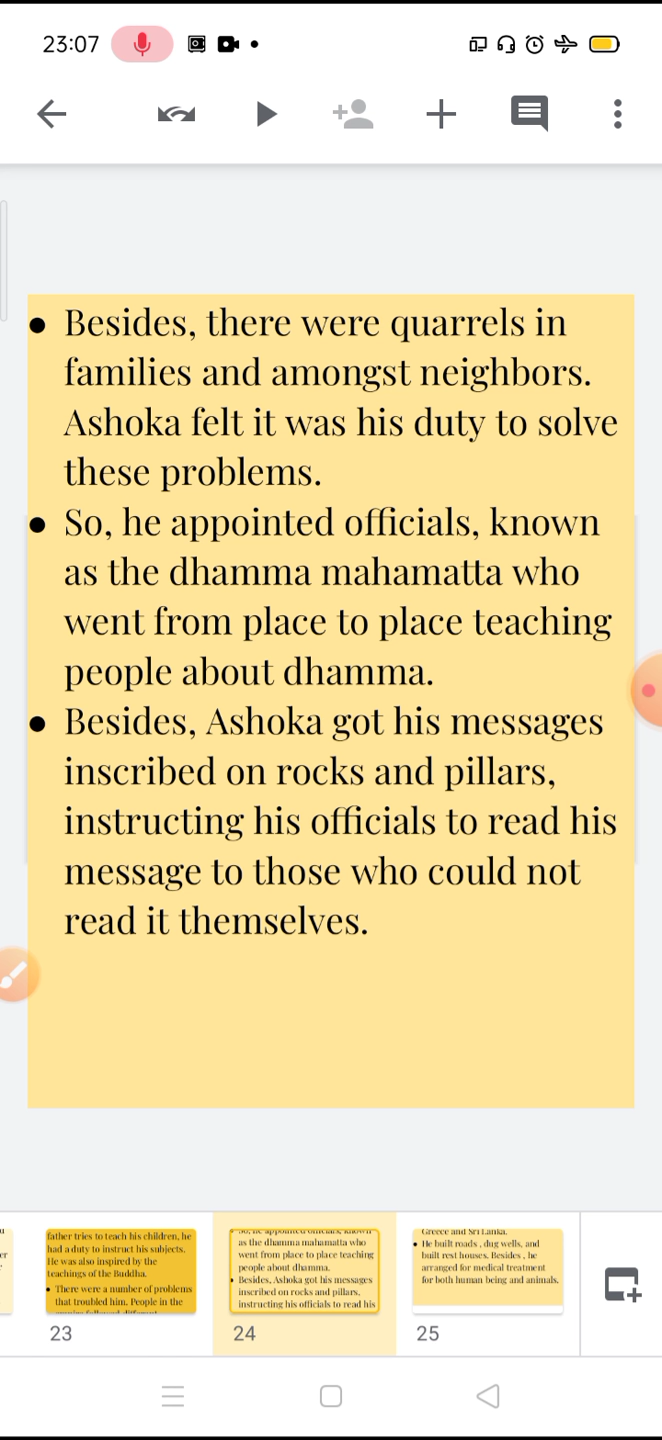 23:07
• Besides, there were quarrels in
families and amongst neighbors.
Ashoka felt it was his duty to solve
these problems.
• So, he appointed officials, known
as the dhamma mahamatta who
went from place to place teaching
people about dhamma.
• Besides, Ashoka got his messages
inscribed on rocks and pillars,
instructing his officials to read his
message to those who could not
read it themselves.
father tries to teach his children, he
had a duty to instruct his subjects.
He was also inspired by the
teachings of the Buddha.
• There were a number of problems
that troubled him. People in the
23
So, he appointed officials, known
as the dhamma mahamatta who
went from place to place teaching
people about dhamma.
• Besides, Ashoka got his messages
inscribed on rocks and pillars,
instructing his officials to read his
24
Greece and Sri Lanka.
• He built roads , dug wells, and
built rest houses. Besides , he
arranged for medical treatment
for both human being and animals.
25